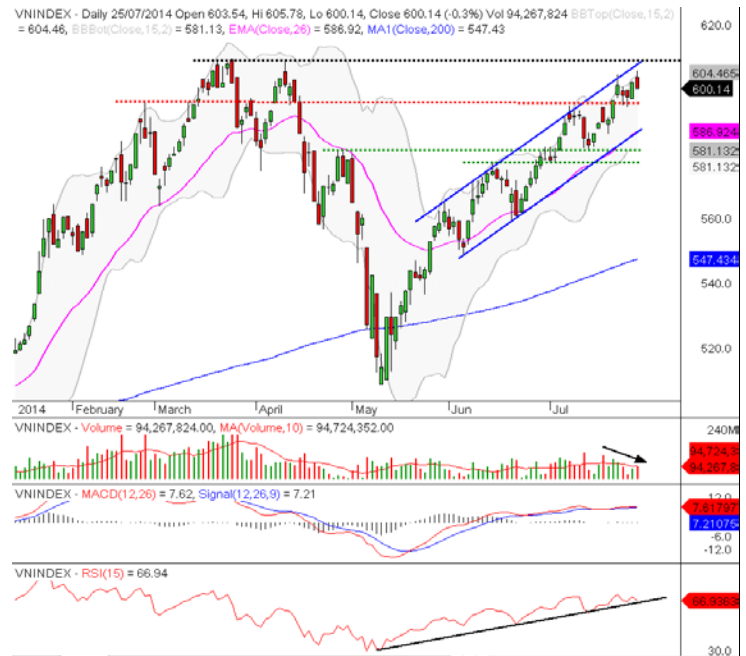 VNINDEX - Daily 25/07/2014 Open 603.54, Hi 605.78, Lo 600.14, Close 600.14 (-0.3%) Vol 94,267,824 BBTop(Close,15,2)
= 604.46, BBBot(Close,15,2) = 581.13, EMA(Close,26) = 586.92, MA1(Close,200) = 547.43
620.0
604.465
600.14
586.924
581.132
581.132
560.0
547.434
540.0
520.0
2014 February March April May Jun Jul
VNINDEX - Volume = 94,267,824.00, MA(Volume,10) = 94,724,352.00
240M
94,724,3
94,267,8
VNINDEX - MACD(12,26) = 7.62, Signal(12,26,9) = 7.21
12.0
7.61797
7.21075
-6.0
-12.0
VNINDEX - RSI(15) = 66.94
66.9363
30.0